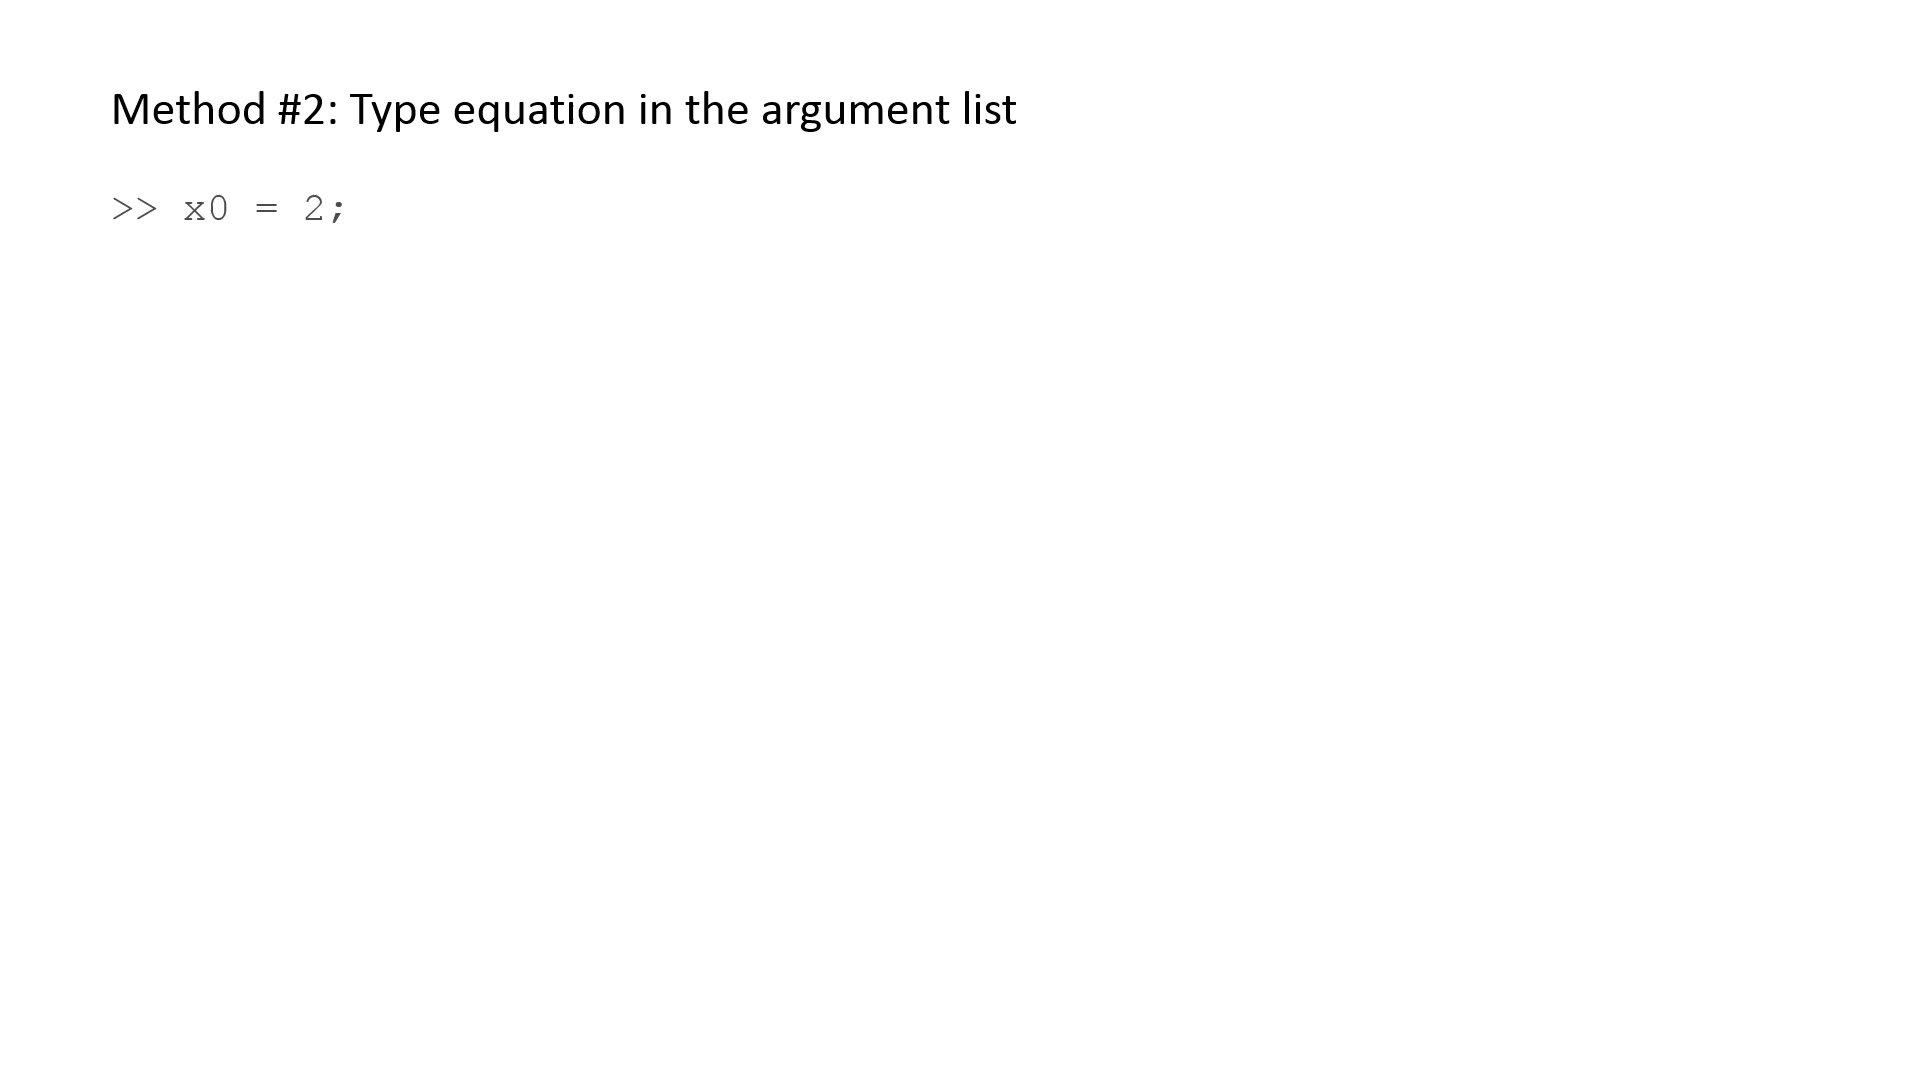 Method #2: Type equation in the argument list
>> x0 = 2;